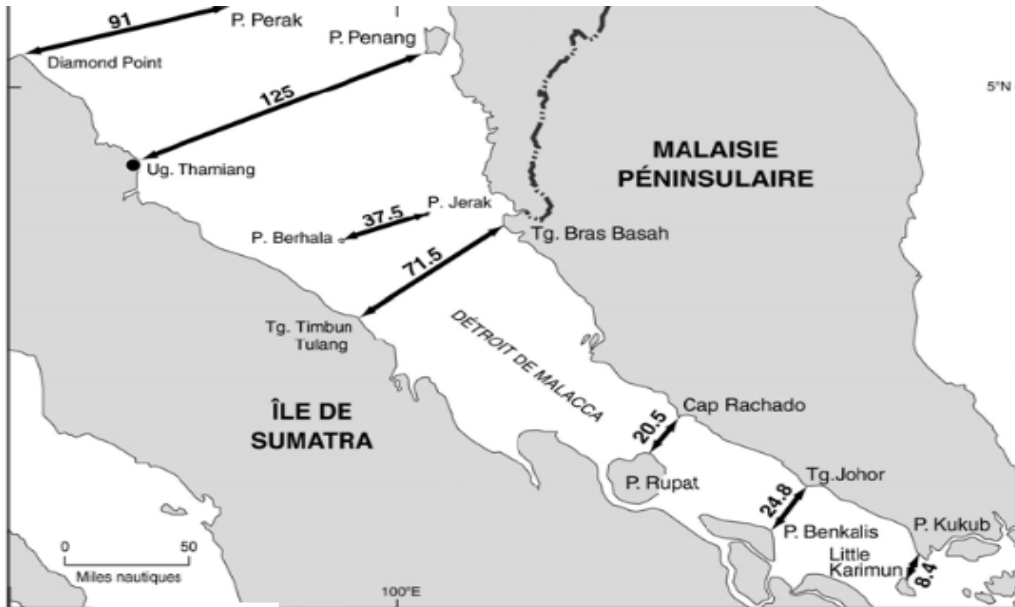 91
P. Perak
P. Penang
Diamond Point
5°N
125
MALAISIE
PÉNINSULAIRE
Ug. Thamiang
P. Jerak
37.5
P. Berhala
Tg. Bras Basah
71.5
Tg. Timbun
Tulang
DÉTROIT DE MALACCA
ÎLE DE
SUMATRA
Cap Rachado
20.5
P. Rupat
Tg.Johor
24.8
P. Benkalis
P. Kukub
Little
Karimun
8.4
0
50
Miles nautiques
100°E